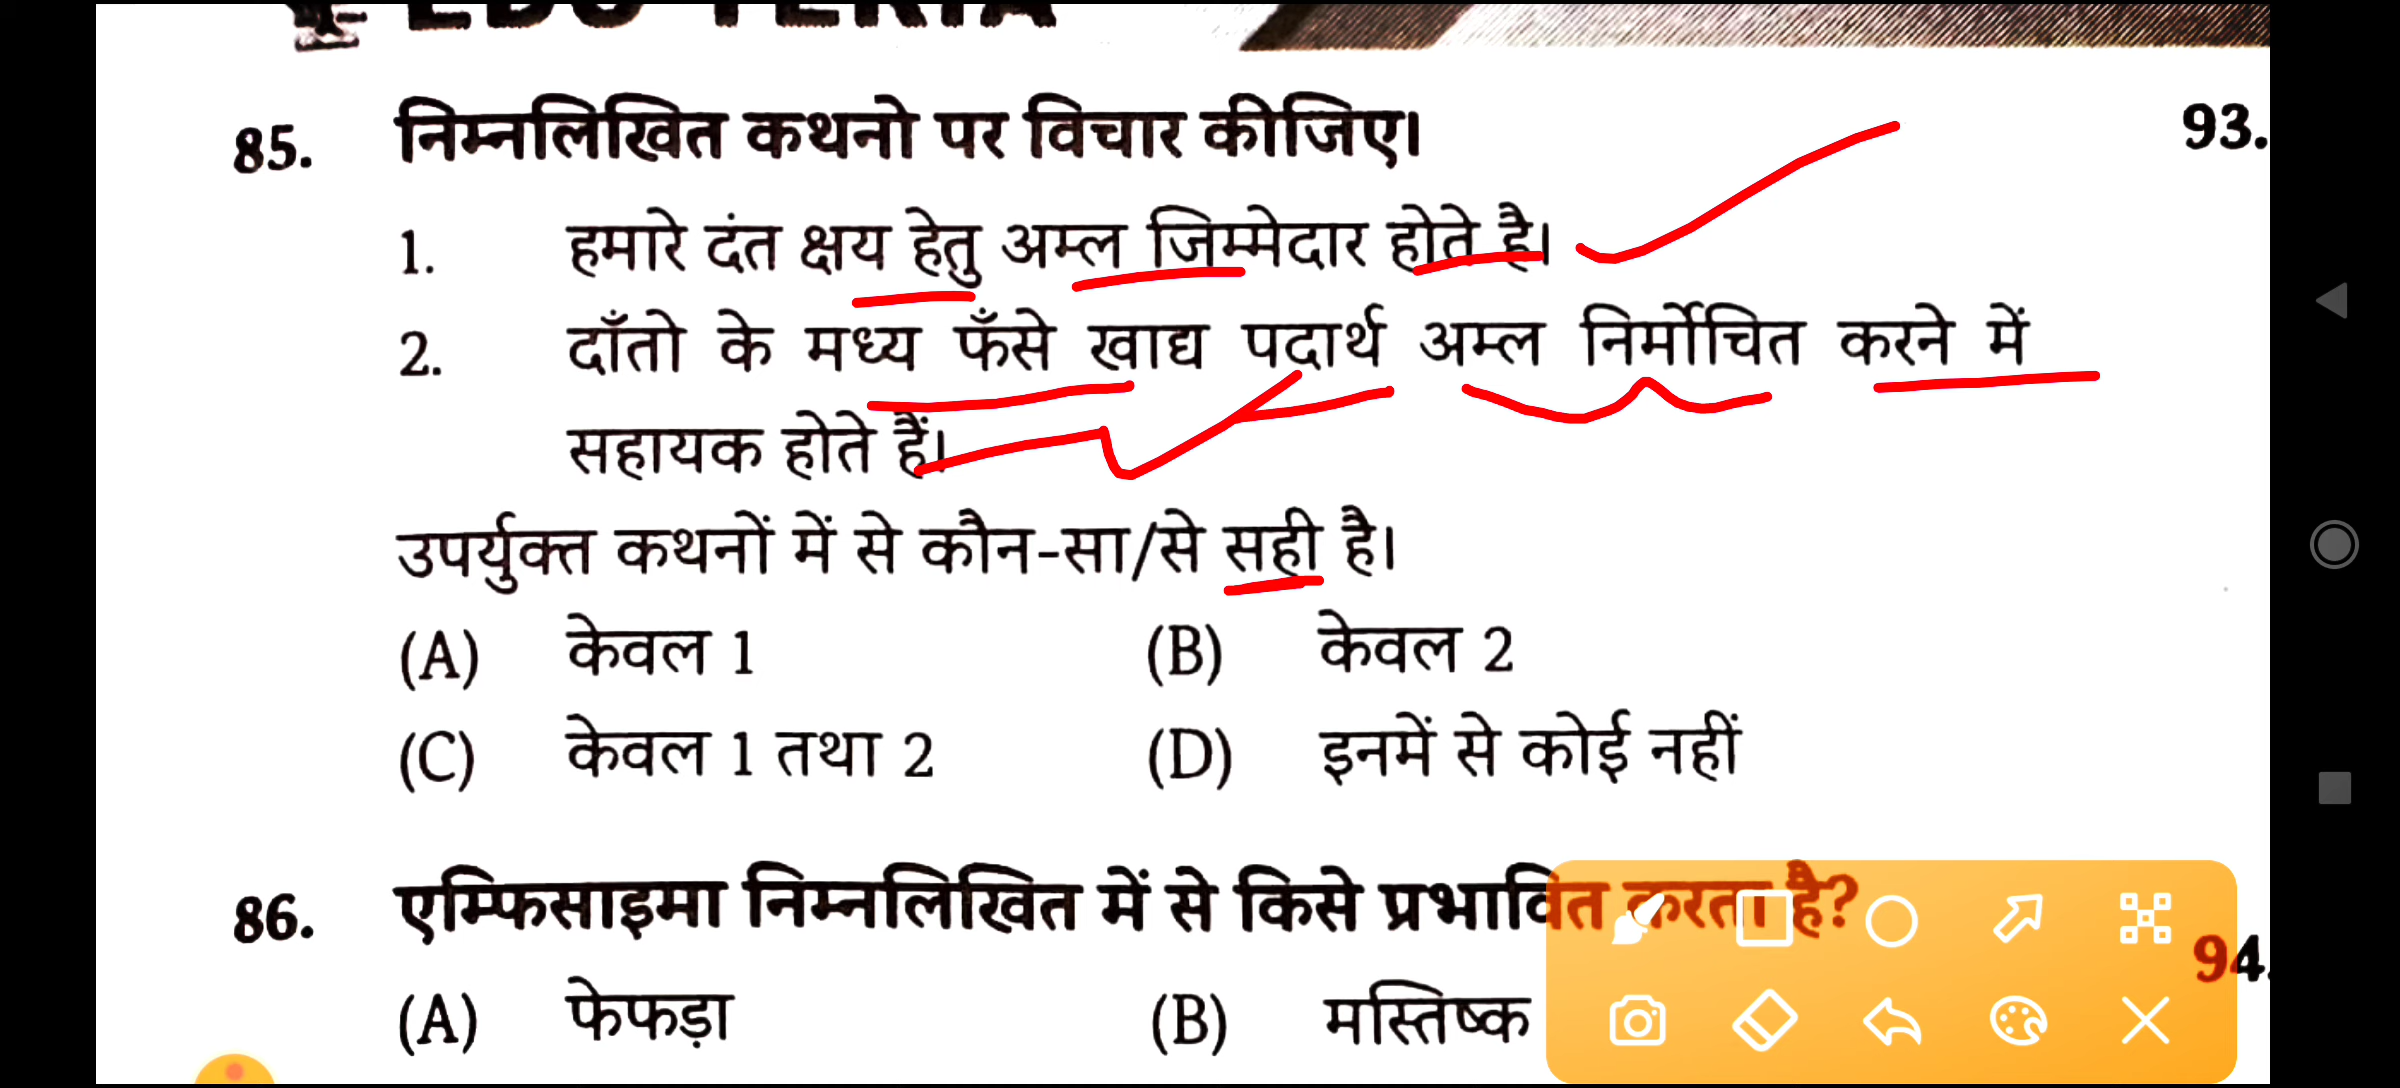 EDU TERIA
85. निम्नलिखित कथनो पर विचार कीजिए।
93.
1. हमारे दंत क्षय हेतु अम्ल जिम्मेदार होते है।
2. दाँतो के मध्य फँसे खाद्य पदार्थ अम्ल निर्मोचित करने में
सहायक होते हैं।
उपर्युक्त कथनों में से कौन-सा/से सही है।
(A) केवल 1 (B) केवल 2
(C) केवल 1 तथा 2 (D) इनमें से कोई नहीं
86. एम्फिसाइमा निम्नलिखित में से किसे प्रभावित करता है?
94.
(A) फेफड़ा (B) मस्तिष्क